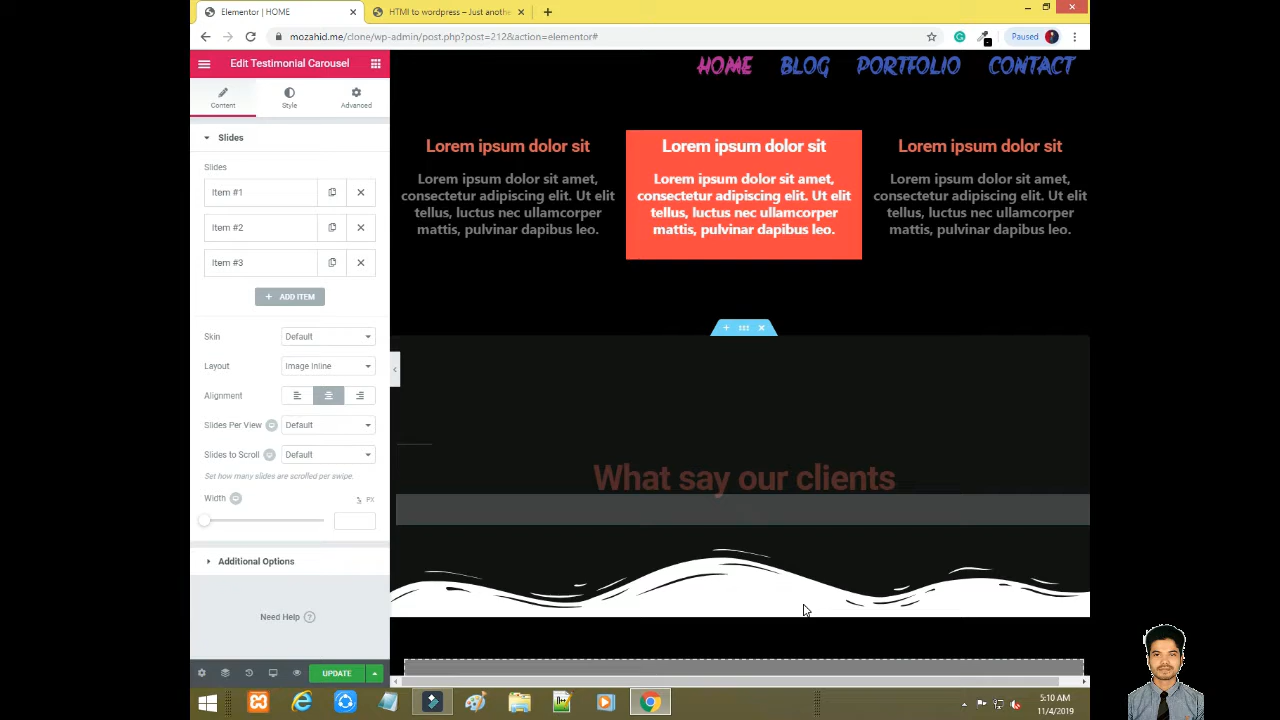 Elementor | HOME
HTMl to wordpress – Just anothe
mozahid.me/clone/wp-admin/post.php?post=212&action=elementor#
Paused
Edit Testimonial Carousel
HOME BLOG PORTFOLIO CONTACT
Content
Style
Advanced
Slides
Slides
Item #1
Item #2
Item #3
ADD ITEM
Skin
Default
Layout
Image Inline
Alignment
Slides Per View
Default
Slides to Scroll
Default
Set how many slides are scrolled per swipe.
Width
% PX
Additional Options
Need Help ?
UPDATE
Lorem ipsum dolor sit
Lorem ipsum dolor sit amet,
consectetur adipiscing elit. Ut elit
tellus, luctus nec ullamcorper
mattis, pulvinar dapibus leo.
Lorem ipsum dolor sit
Lorem ipsum dolor sit amet,
consectetur adipiscing elit. Ut elit
tellus, luctus nec ullamcorper
mattis, pulvinar dapibus leo.
Lorem ipsum dolor sit
Lorem ipsum dolor sit amet,
consectetur adipiscing elit. Ut elit
tellus, luctus nec ullamcorper
mattis, pulvinar dapibus leo.
What say our clients
5:10 AM
11/4/2019